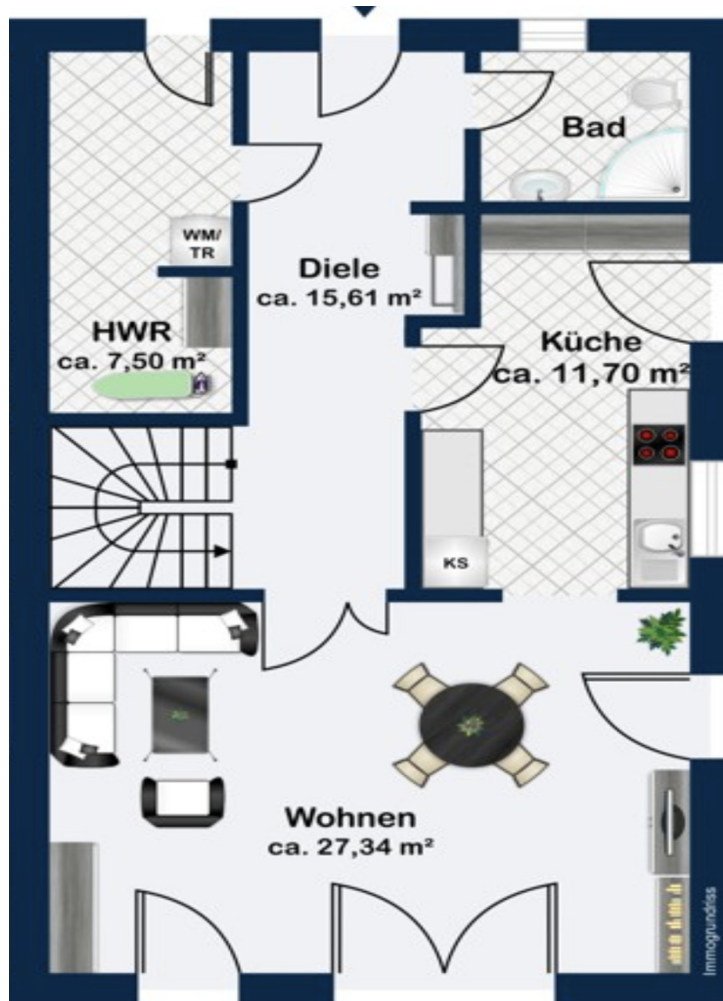 Bad
WM/
TR
Diele
ca. 15,61 m²
HWR
ca. 7,50 m²
Küche
ca. 11,70 m²
KS
Wohnen
ca. 27,34 m²
Immogrundriss